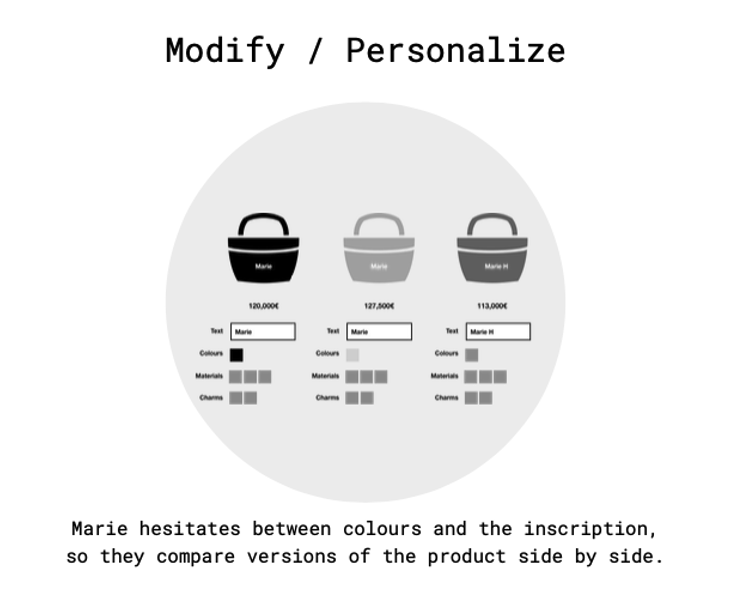 Modify / Personalize
Marie Marie Marie H
120,000€ 127,500€ 113,000€
Text Marie Text Marie Text Marie H
Colours Colours Colours
Materials Materials Materials
Charms Charms Charms
Marie hesitates between colours and the inscription,
so they compare versions of the product side by side.